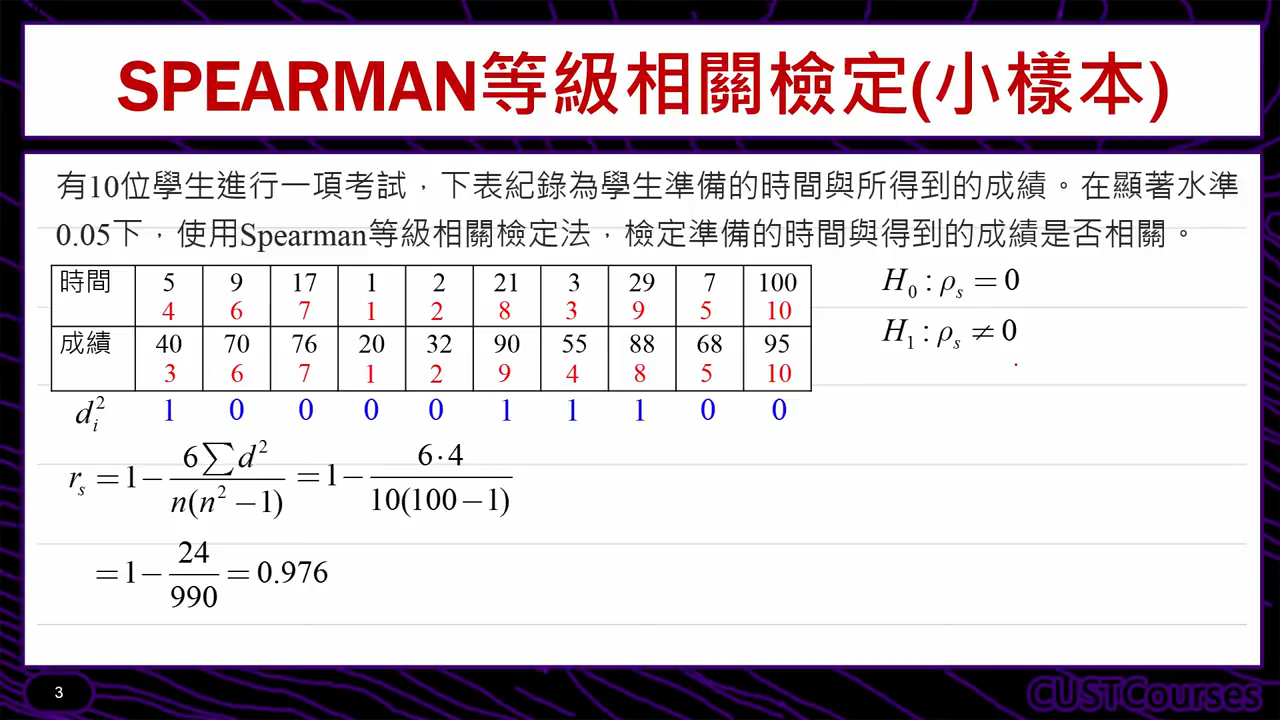 SPEARMAN等級相關檢定(小樣本)
有10位學生進行一項考試，下表紀錄為學生準備的時間與所得到的成績。在顯著水準
0.05下，使用Spearman等級相關檢定法，檢定準備的時間與得到的成績是否相關。
時間 5 9 17 1 2 21 3 29 7 100
4 6 7 1 2 8 3 9 5 10
成績 40 70 76 20 32 90 55 88 68 95
3 6 7 1 2 9 4 8 5 10
d_i^2 1 0 0 0 0 1 1 1 0 0
H_0 : ρ_s = 0
H_1 : ρ_s ≠ 0
r_s = 1 − 6∑d^2 / n(n^2 − 1) = 1 − 6·4 / 10(100 − 1)
= 1 − 24 / 990 = 0.976
3
CUSTCourses